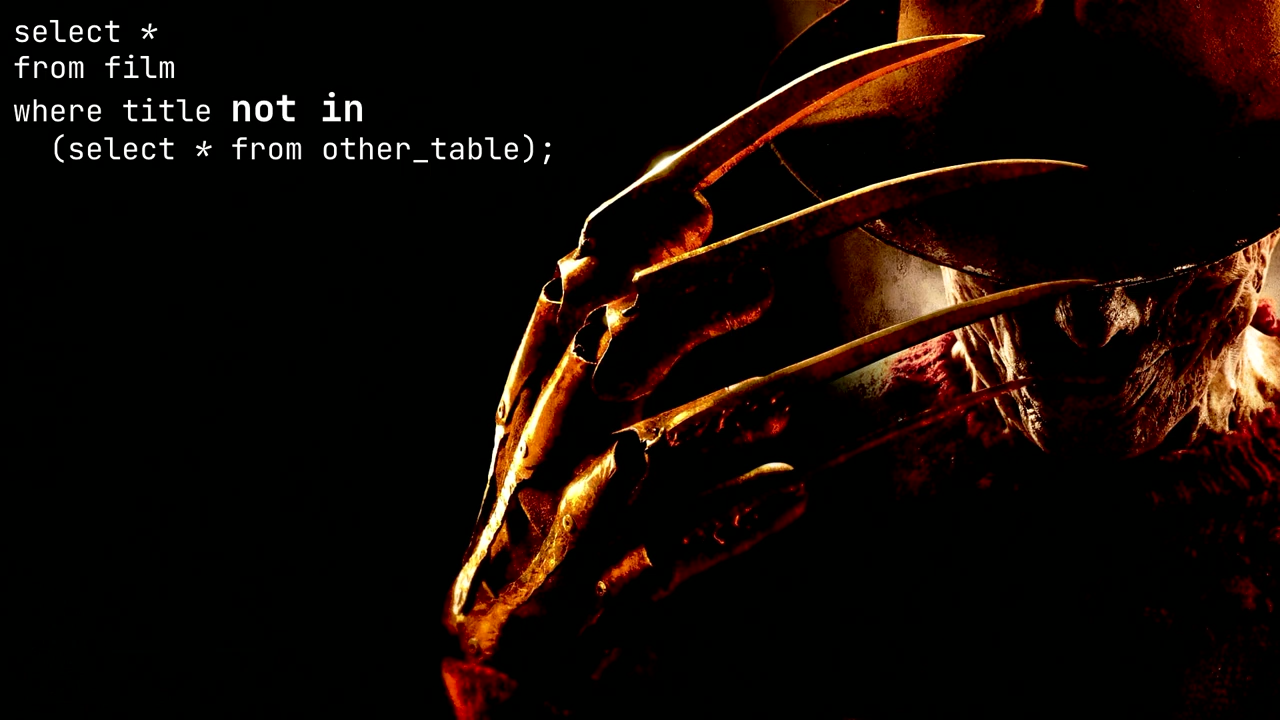 select *
from film
where title not in
(select * from other_table);